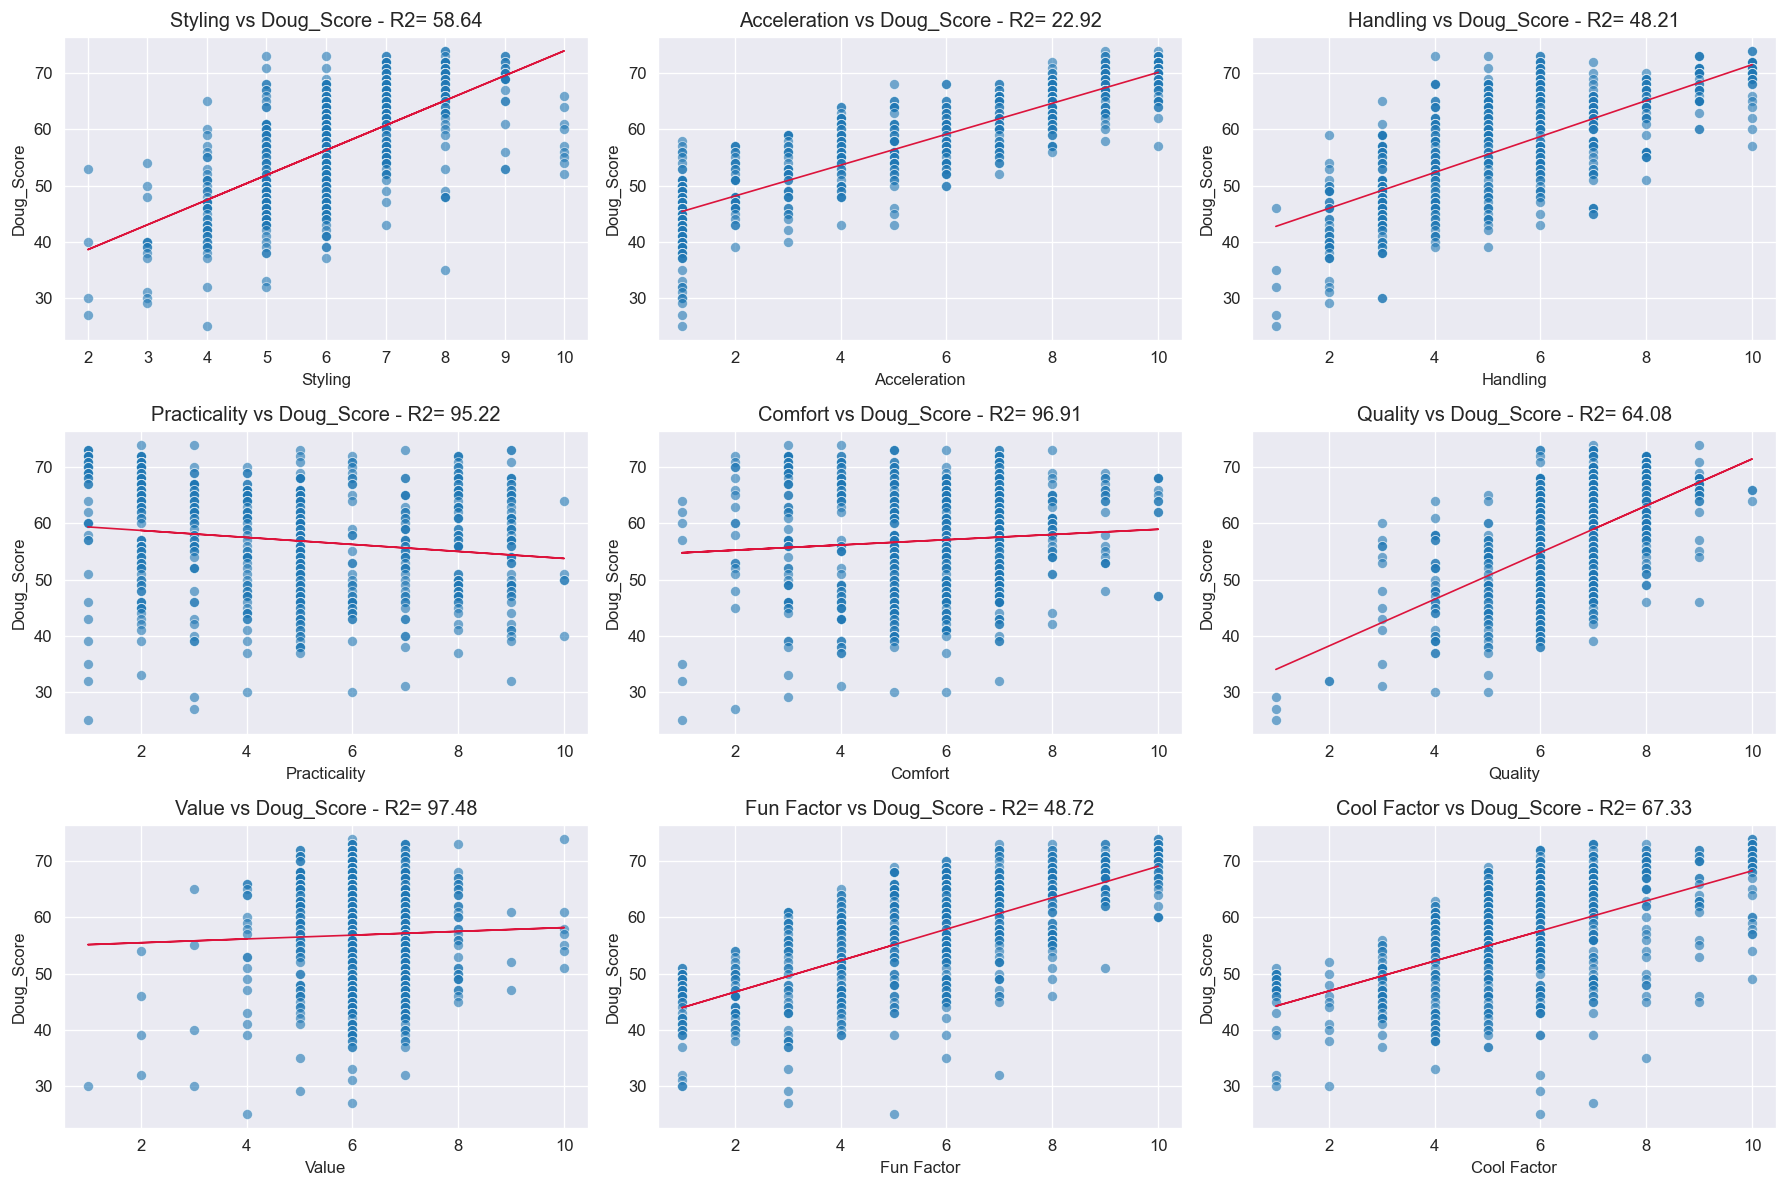 Styling vs Doug_Score - R2= 58.64
Doug_Score
70
60
50
40
30
2 3 4 5 6 7 8 9 10
Styling
Acceleration vs Doug_Score - R2= 22.92
Doug_Score
70
60
50
40
30
2 4 6 8 10
Acceleration
Handling vs Doug_Score - R2= 48.21
Doug_Score
70
60
50
40
30
2 4 6 8 10
Handling
Practicality vs Doug_Score - R2= 95.22
Doug_Score
70
60
50
40
30
2 4 6 8 10
Practicality
Comfort vs Doug_Score - R2= 96.91
Doug_Score
70
60
50
40
30
2 4 6 8 10
Comfort
Quality vs Doug_Score - R2= 64.08
Doug_Score
70
60
50
40
30
2 4 6 8 10
Quality
Value vs Doug_Score - R2= 97.48
Doug_Score
70
60
50
40
30
2 4 6 8 10
Value
Fun Factor vs Doug_Score - R2= 48.72
Doug_Score
70
60
50
40
30
2 4 6 8 10
Fun Factor
Cool Factor vs Doug_Score - R2= 67.33
Doug_Score
70
60
50
40
30
2 4 6 8 10
Cool Factor